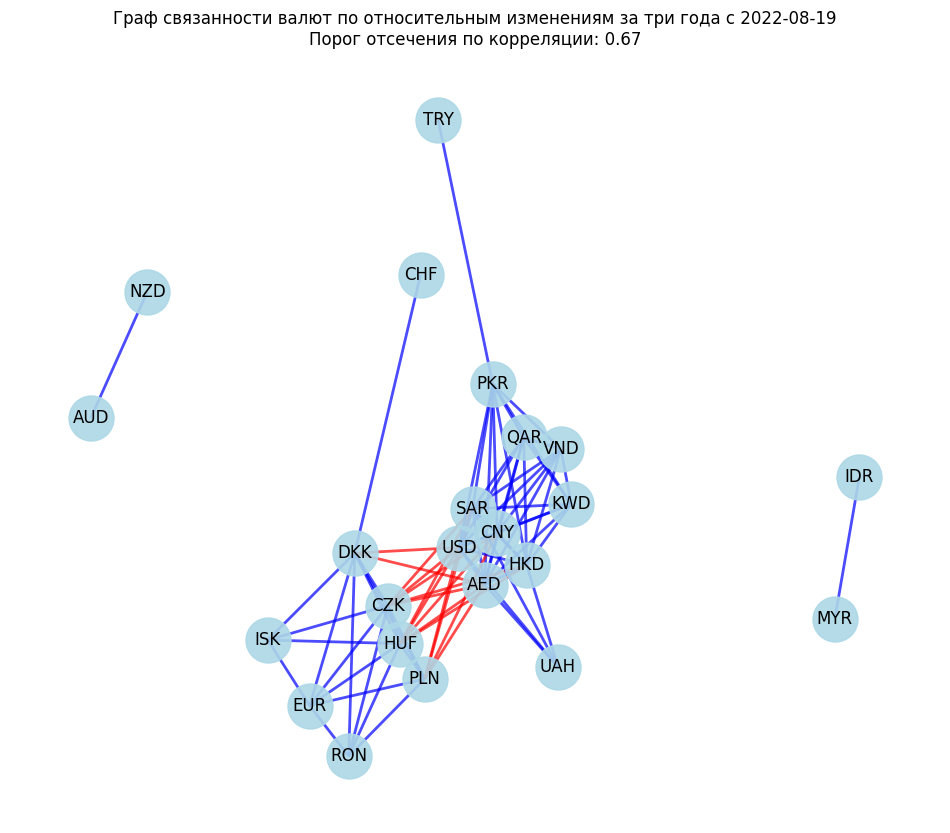 Граф связанности валют по относительным изменениям за три года с 2022-08-19
Порог отсечения по корреляции: 0.67
TRY
CHF
NZD
PKR
AUD
QAR
VND
IDR
KWD
SAR
CNY
USD
DKK
HKD
AED
CZK
MYR
ISK
HUF
UAH
PLN
EUR
RON